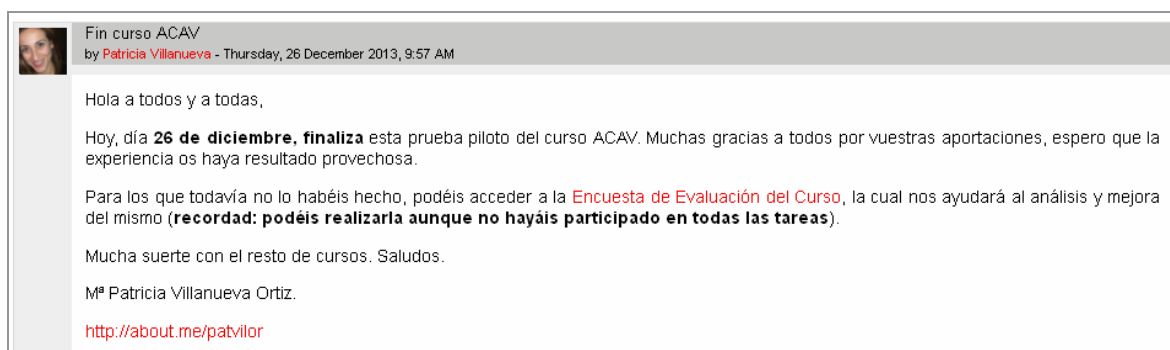 Fin curso ACAV
by Patricia Villanueva - Thursday, 26 December 2013, 9:57 AM
Hola a todos y a todas,
Hoy, día 26 de diciembre, finaliza esta prueba piloto del curso ACAV. Muchas gracias a todos por vuestras aportaciones, espero que la
experiencia os haya resultado provechosa.
Para los que todavía no lo habéis hecho, podéis acceder a la Encuesta de Evaluación del Curso, la cual nos ayudará al análisis y mejora
del mismo (recordad: podéis realizarla aunque no hayáis participado en todas las tareas).
Mucha suerte con el resto de cursos. Saludos.
Mª Patricia Villanueva Ortiz.
http://about.me/patvilor